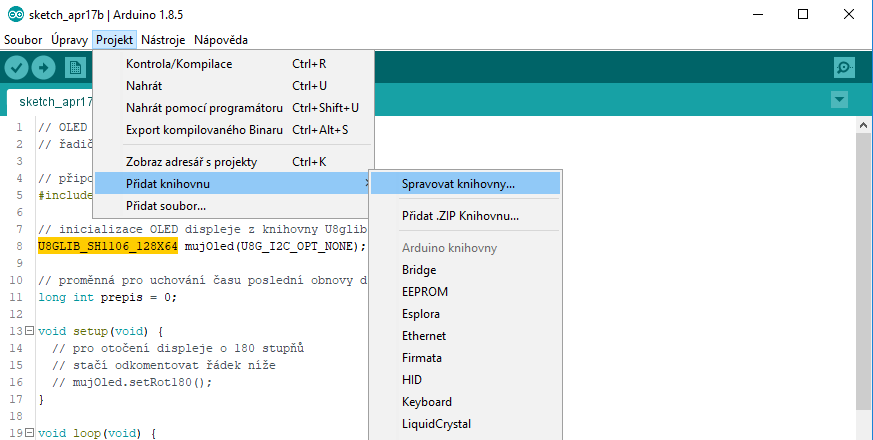 sketch_apr17b | Arduino 1.8.5
Soubor Úpravy Projekt Nástroje Nápověda
Kontrola/Kompilace Ctrl+R
Nahrát Ctrl+U
Nahrát pomocí programátoru Ctrl+Shift+U
Export kompilovaného Binaru Ctrl+Alt+S
Zobraz adresář s projekty Ctrl+K
Přidat knihovnu
Přidat soubor...
Spravovat knihovny...
Přidat .ZIP Knihovnu...
Arduino knihovny
Bridge
EEPROM
Esplora
Ethernet
Firmata
HID
Keyboard
LiquidCrystal
sketch_apr17
1 // OLED
2 // řadič
3
4 // připo
5 #include
6
7 // inicializace OLED displeje z knihovny U8glib
8 U8GLIB_SH1106_128X64 mujOled(U8G_I2C_OPT_NONE);
9
10 // proměnná pro uchování času poslední obnovy d
11 long int prepis = 0;
12
13 void setup(void) {
14 // pro otočení displeje o 180 stupňů
15 // stačí odkomentovat řádek níže
16 // mujOled.setRot180();
17 }
18
19 void loop(void) {